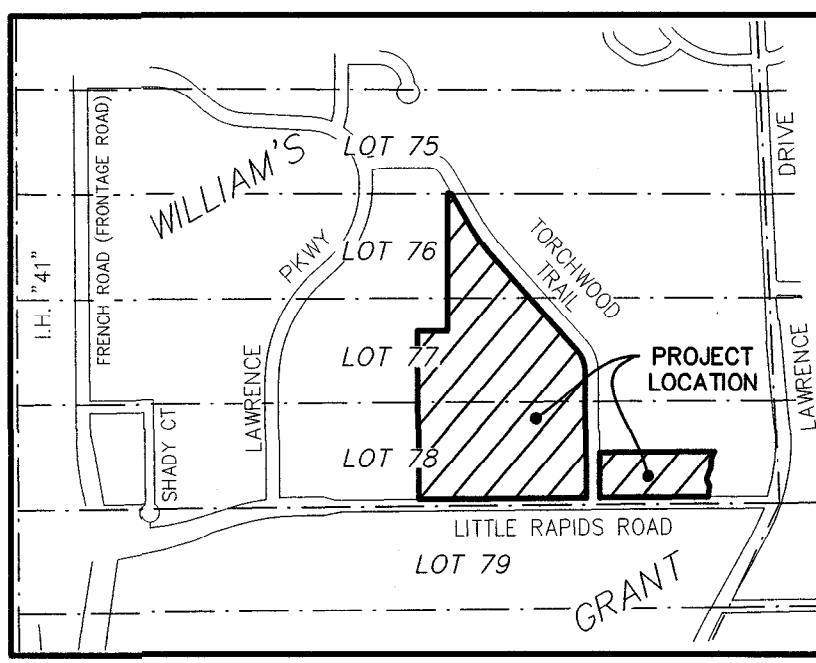 LOT 75
WILLIAM'S
DRIVE
FRENCH ROAD (FRONTAGE ROAD)
I.H. "41"
PKWY
LOT 76
TORCHWOOD
TRAIL
LAWRENCE
LOT 77
PROJECT
LOCATION
LAWRENCE
SHADY CT
LOT 78
LITTLE RAPIDS ROAD
LOT 79
GRANT